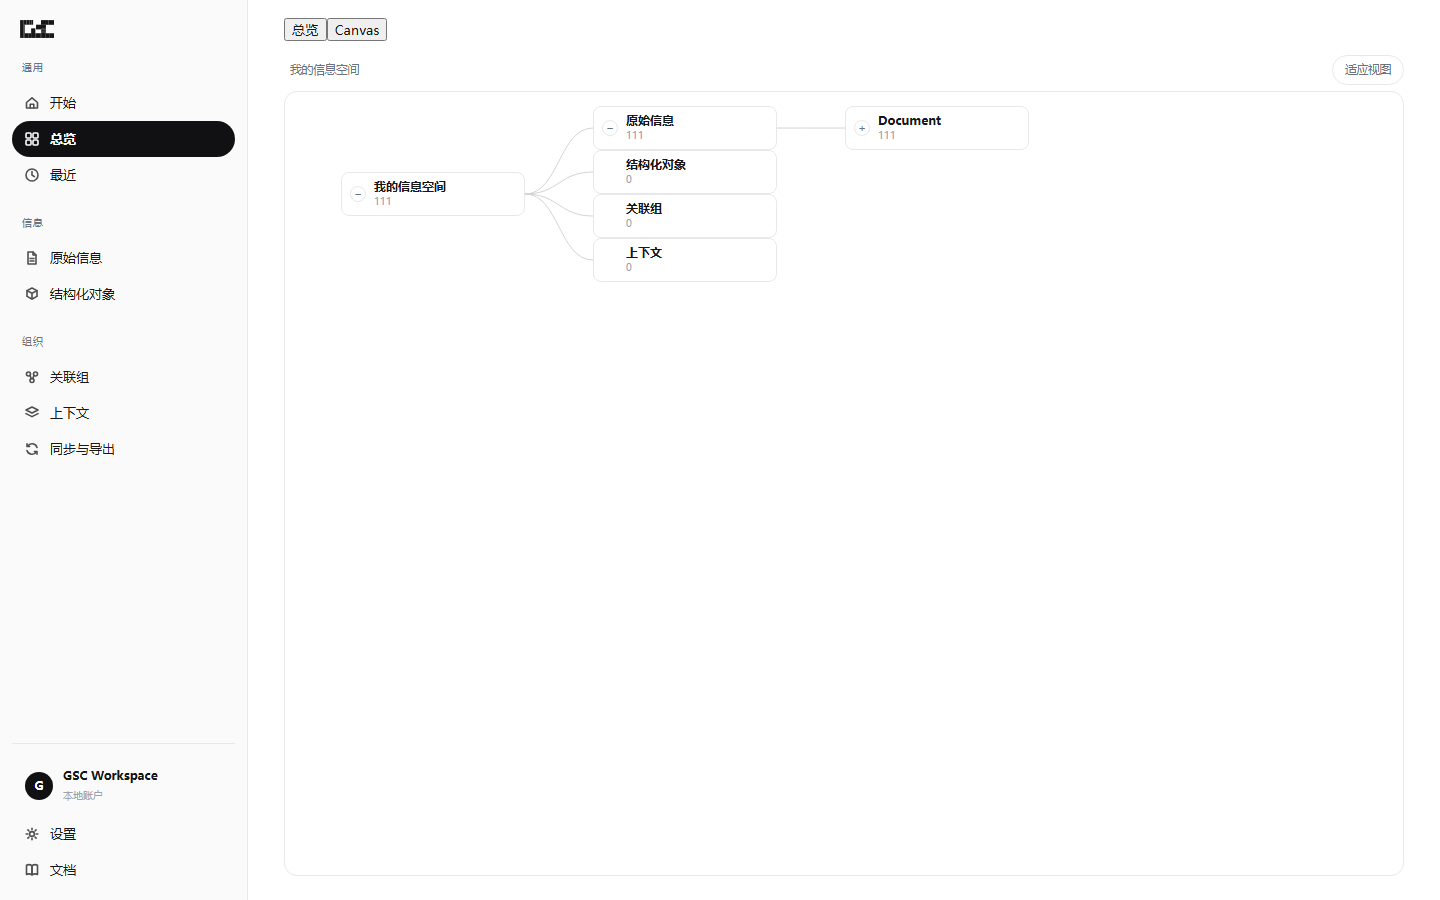 GSC
通用
开始
总览
最近
信息
原始信息
结构化对象
组织
关联组
上下文
同步与导出
G
GSC Workspace
本地账户
设置
文档
总览 Canvas
我的信息空间
适应视图
我的信息空间
111
原始信息
111
结构化对象
0
关联组
0
上下文
0
Document
111